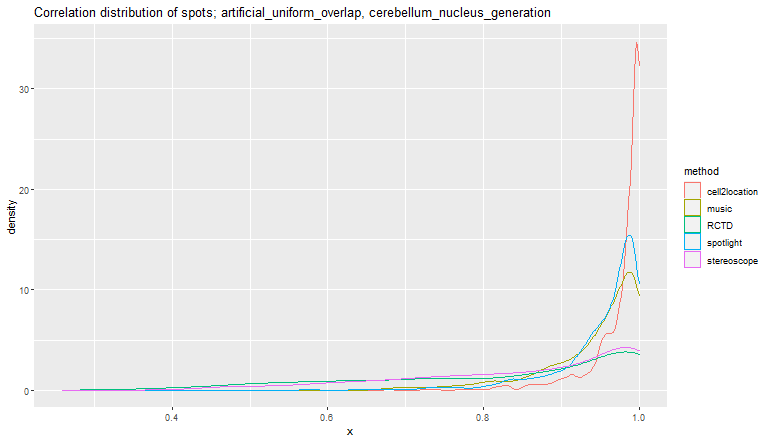 Correlation distribution of spots; artificial_uniform_overlap, cerebellum_nucleus_generation
density
30
20
10
0
0.4
0.6
0.8
1.0
x
method
cell2location
music
RCTD
spotlight
stereoscope